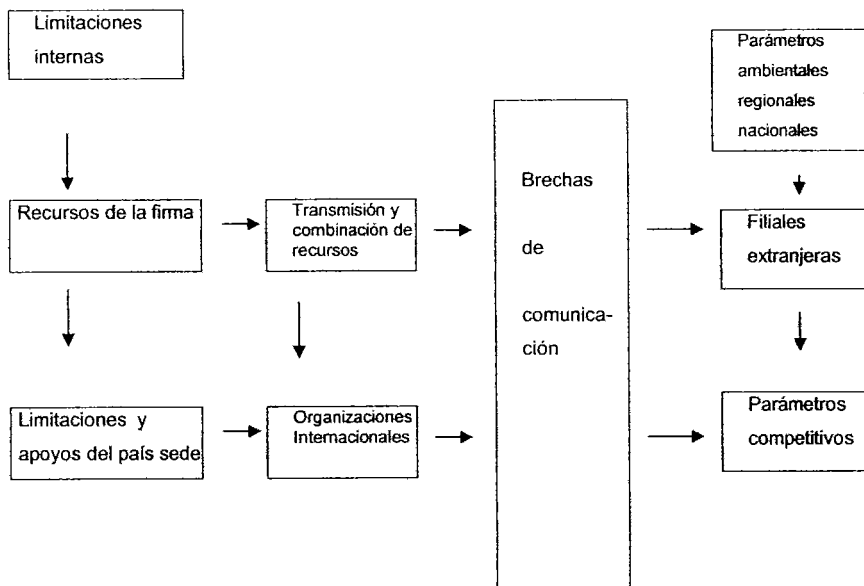 Limitaciones
internas
Parámetros
ambientales
regionales
nacionales
Recursos de la firma
Transmisión y
combinación de
recursos
Brechas
de
comunica-
ción
Filiales
extranjeras
Limitaciones y
apoyos del país sede
Organizaciones
Internacionales
Parámetros
competitivos